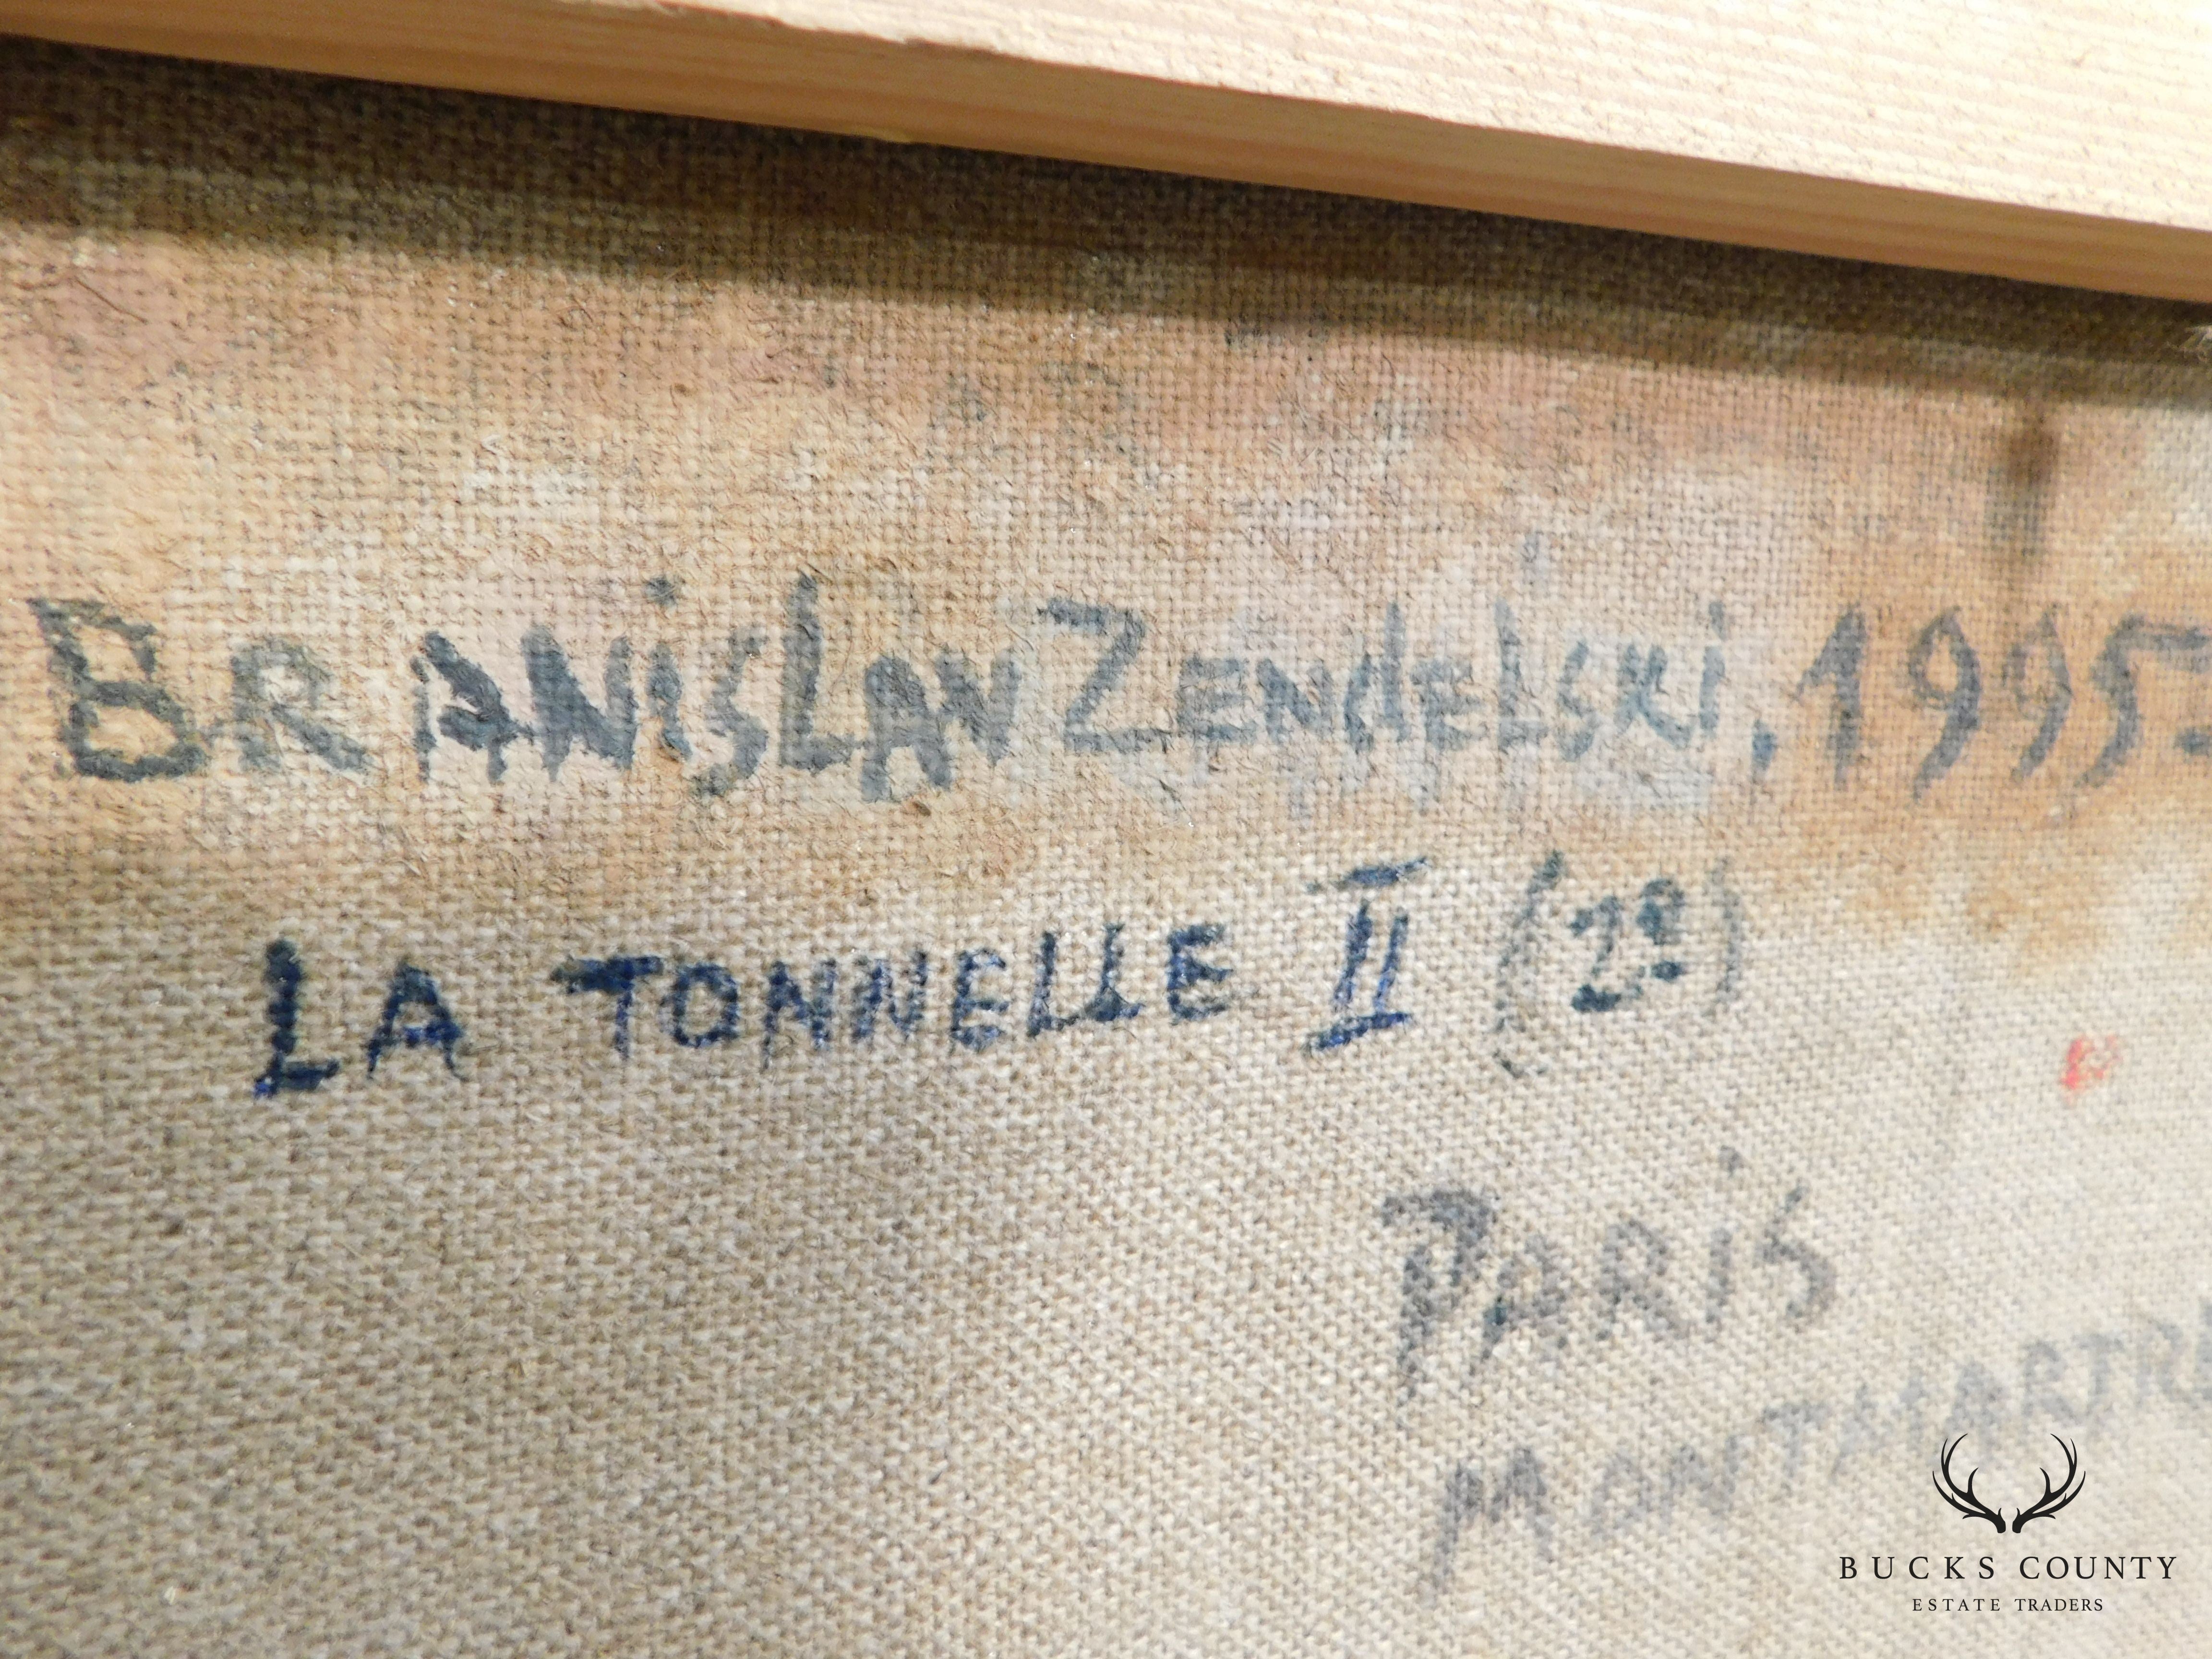 BRANiSLAV ZENDELSKi, 1995.
LA TONNELLE II (2º)
PARiS
MONTMARTRE
BUCKS COUNTY
ESTATE TRADERS